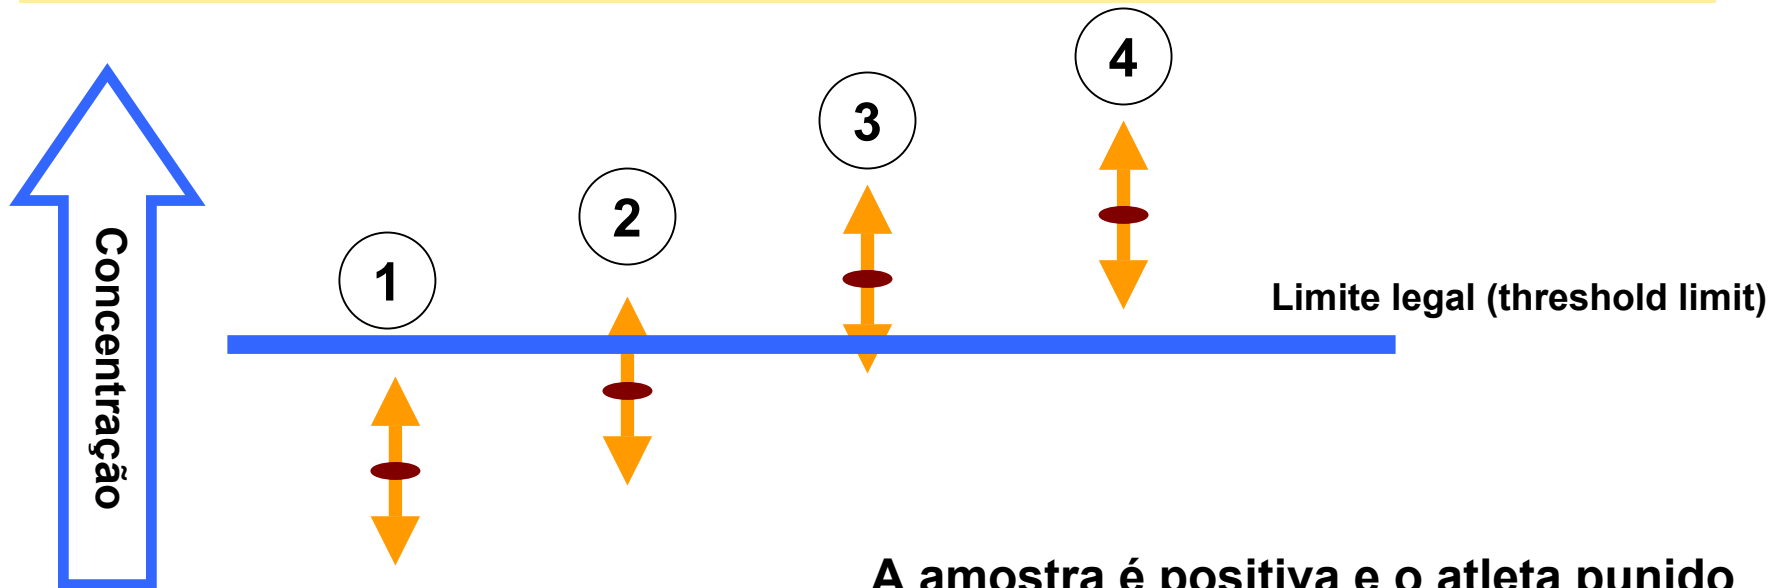 4
3
2
1
Concentração
Limite legal (threshold limit)
A amostra é positiva e o atleta punido